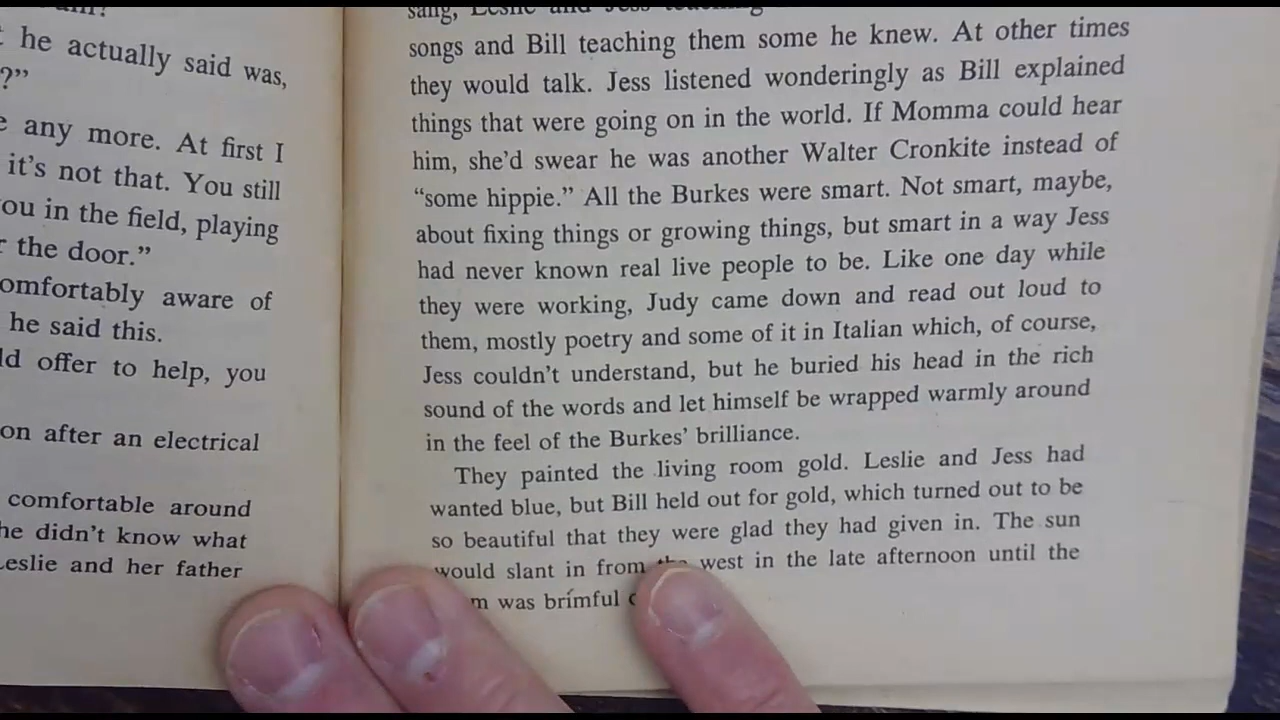 he actually said was,
?”
any more. At first I
it’s not that. You still
ou in the field, playing
the door.”
omfortably aware of
he said this.
ld offer to help, you
on after an electrical
comfortable around
he didn’t know what
eslie and her father
sang, Leslie and Jess teaching
songs and Bill teaching them some he knew. At other times
they would talk. Jess listened wonderingly as Bill explained
things that were going on in the world. If Momma could hear
him, she’d swear he was another Walter Cronkite instead of
“some hippie.” All the Burkes were smart. Not smart, maybe,
about fixing things or growing things, but smart in a way Jess
had never known real live people to be. Like one day while
they were working, Judy came down and read out loud to
them, mostly poetry and some of it in Italian which, of course,
Jess couldn’t understand, but he buried his head in the rich
sound of the words and let himself be wrapped warmly around
in the feel of the Burkes’ brilliance.
They painted the living room gold. Leslie and Jess had
wanted blue, but Bill held out for gold, which turned out to be
so beautiful that they were glad they had given in. The sun
would slant in from the west in the late afternoon until the
m was brimful